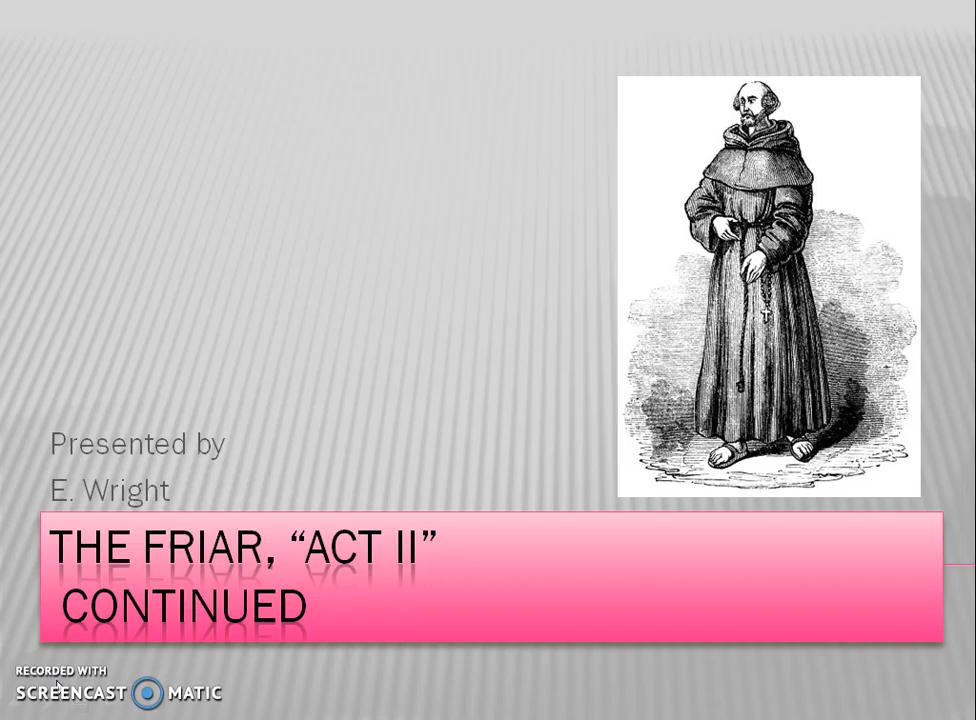 Presented by
E. Wright
THE FRIAR, “ACT II”
CONTINUED
RECORDED WITH
SCREENCAST MATIC